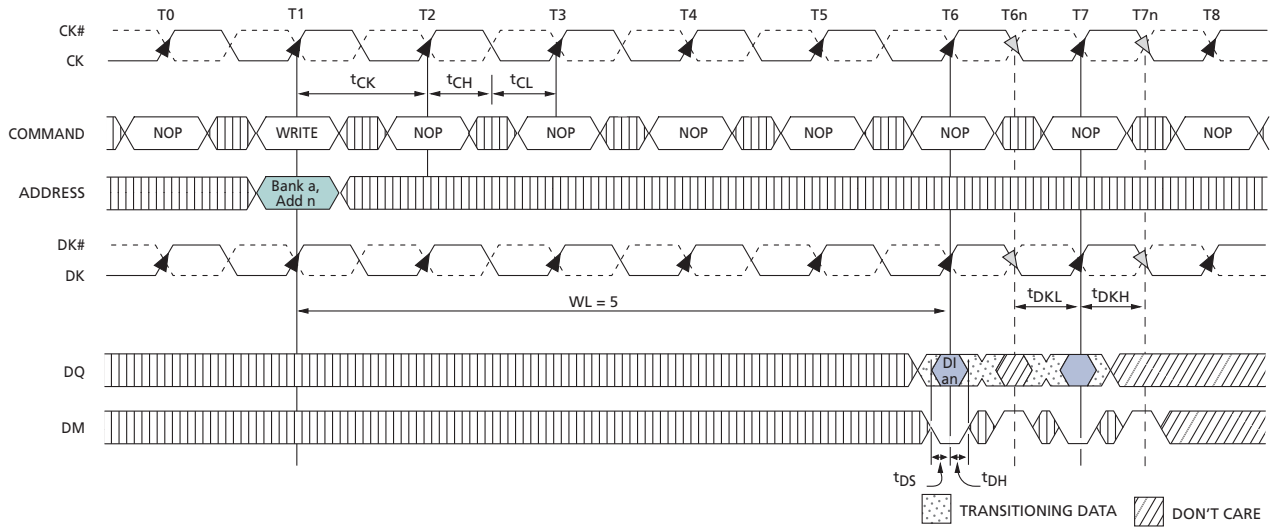 T0 T1 T2 T3 T4 T5 T6 T6n T7 T7n T8
CK#
CK
tCK tCH tCL
COMMAND NOP WRITE NOP NOP NOP NOP NOP NOP NOP
ADDRESS Bank a,
Add n
DK#
DK
WL = 5 tDKL tDKH
DQ DI
an
DM
tDS tDH
TRANSITIONING DATA DON'T CARE